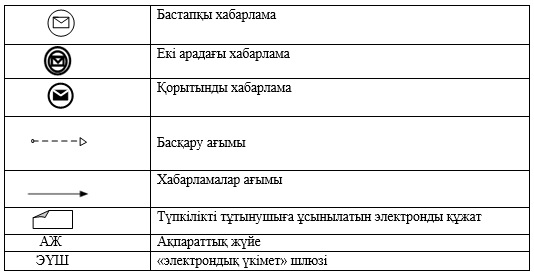 Бастапқы хабарлама
Екі арадағы хабарлама
Қорытынды хабарлама
Басқару ағымы
Хабарламалар ағымы
Түпкілікті тұтынушыға ұсынылатын электронды құжат
АЖ Ақпараттық жүйе
ЭҮШ «электрондық үкімет» шлюзі